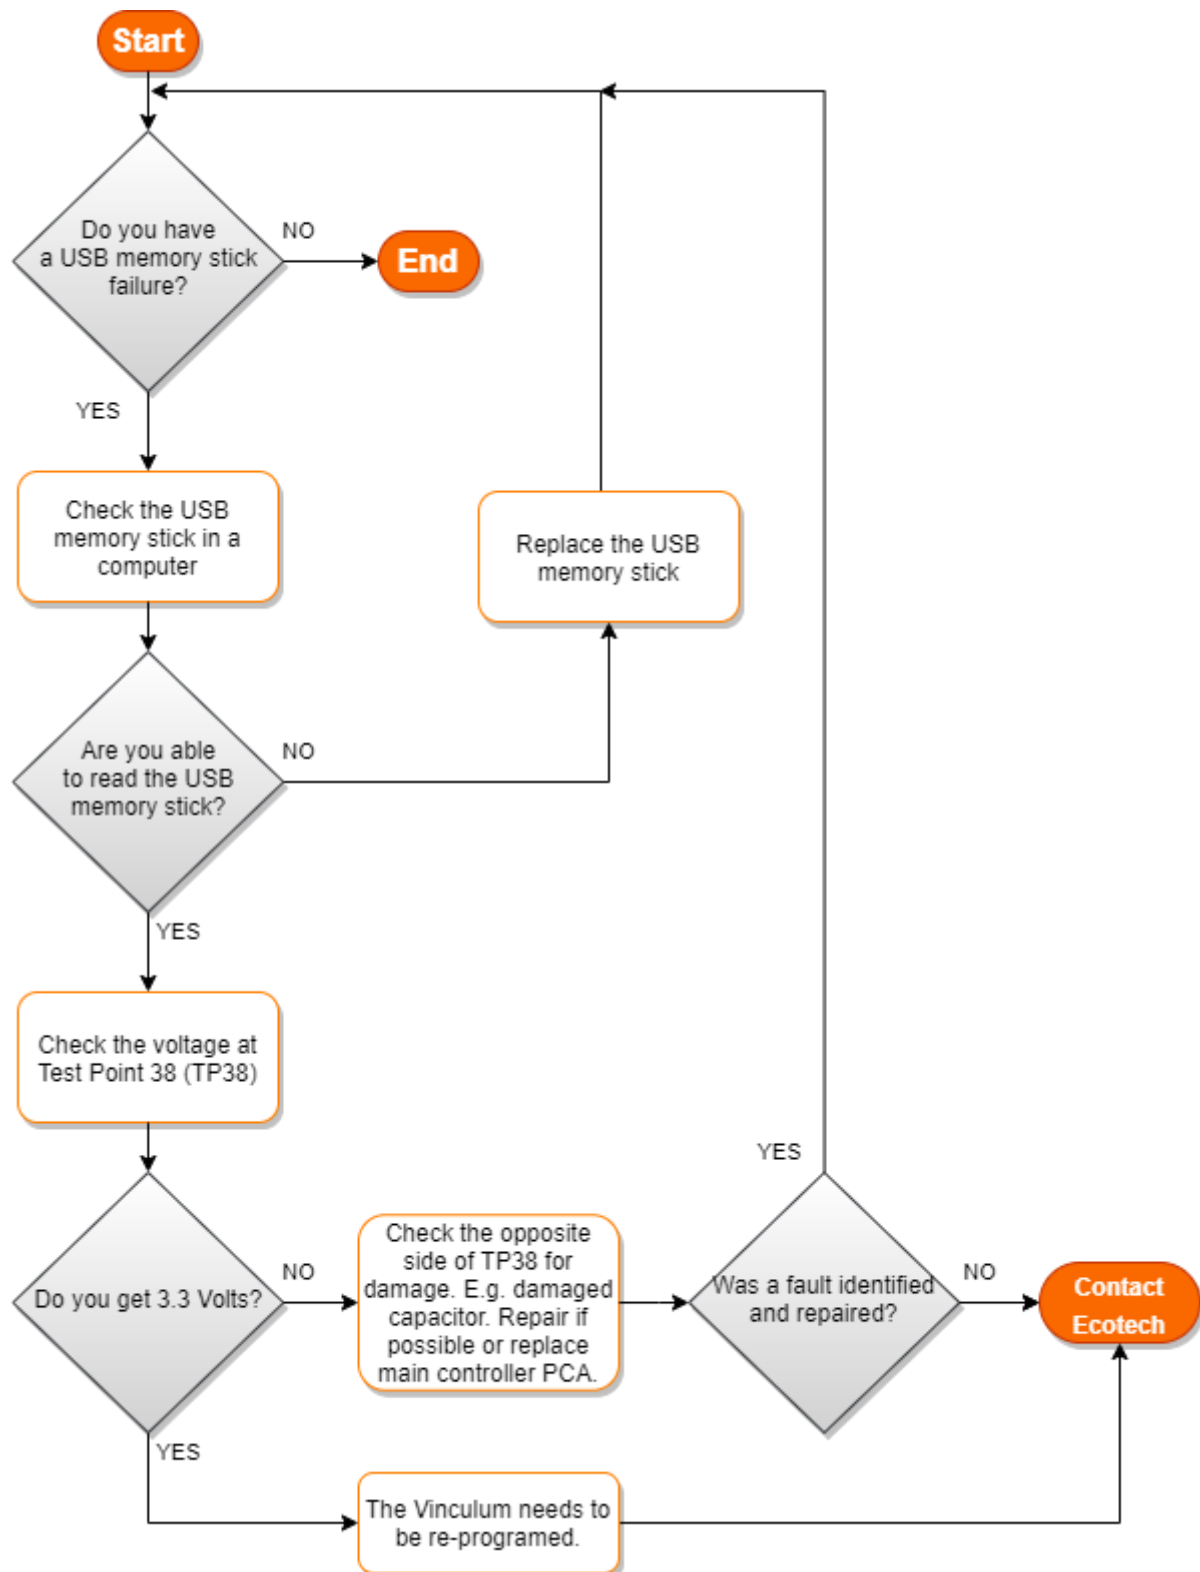 Start
Do you have
a USB memory stick
failure?
NO
End
YES
Check the USB
memory stick in a
computer
Replace the USB
memory stick
Are you able
to read the USB
memory stick?
NO
YES
Check the voltage at
Test Point 38 (TP38)
Do you get 3.3 Volts?
NO
Check the opposite
side of TP38 for
damage. E.g. damaged
capacitor. Repair if
possible or replace
main controller PCA.
YES
Was a fault identified
and repaired?
NO
Contact
Ecotech
YES
The Vinculum needs to
be re-programed.